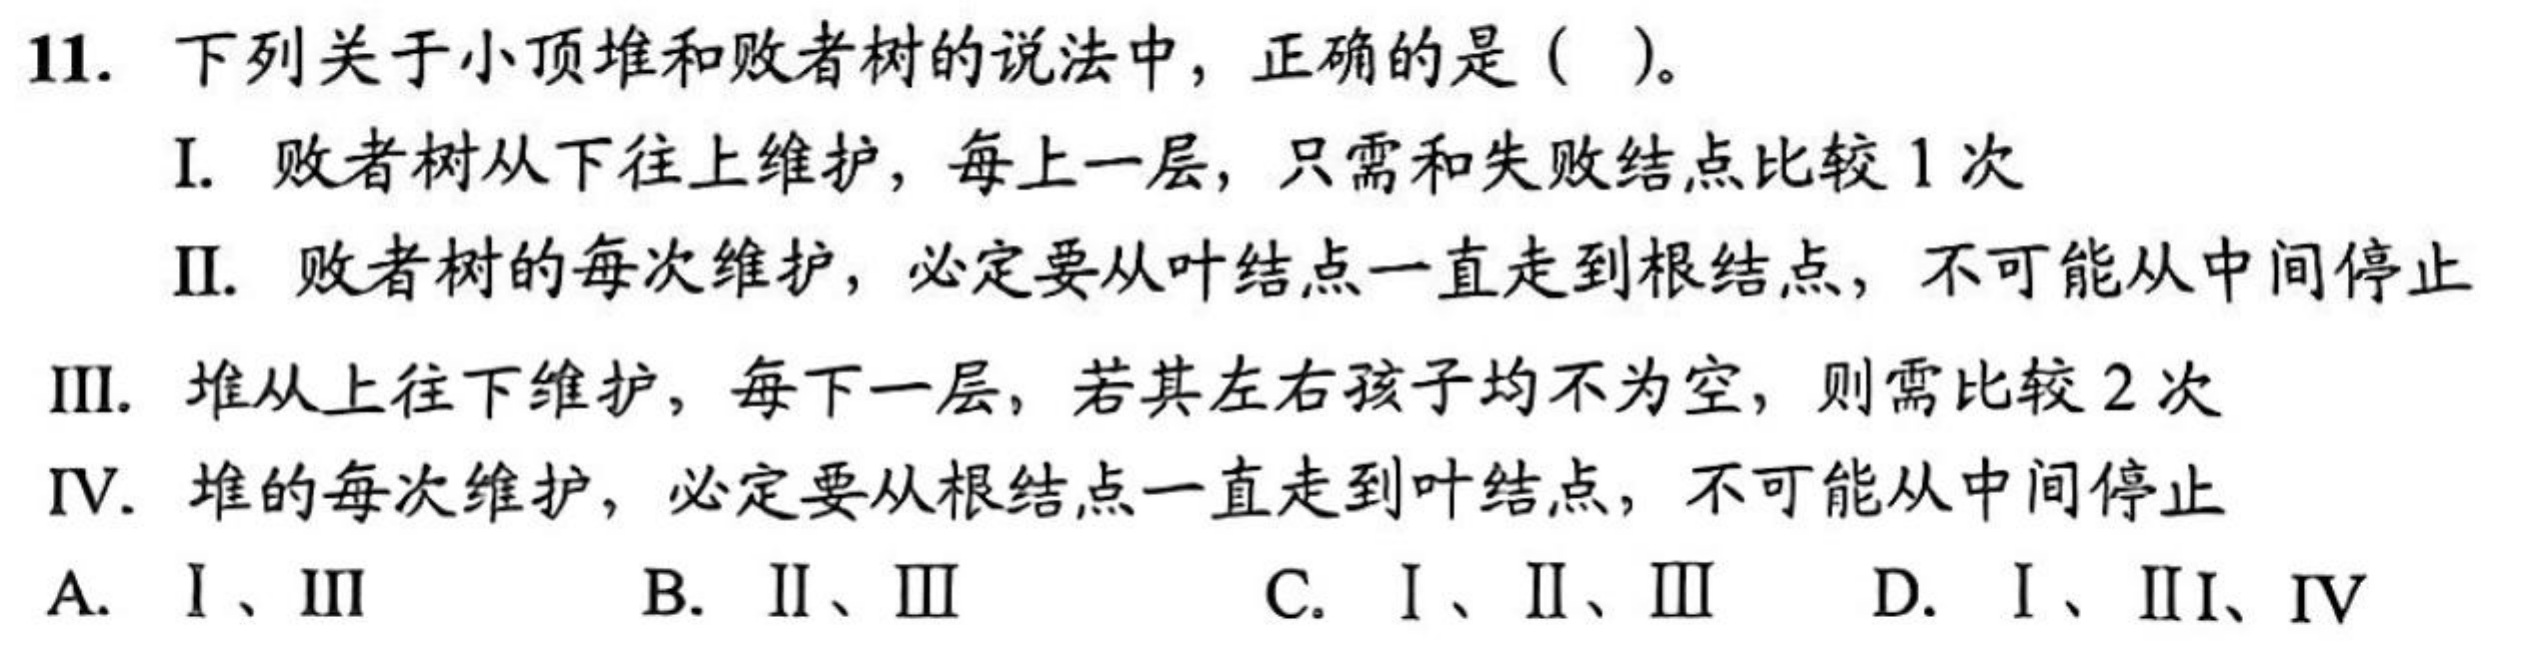 11. 下列关于小顶堆和败者树的说法中，正确的是（ ）。
I. 败者树从下往上维护，每上一层，只需和失败结点比较 1 次
II. 败者树的每次维护，必定要从叶结点一直走到根结点，不可能从中间停止
III. 堆从上往下维护，每下一层，若其左右孩子均不为空，则需比较 2 次
IV. 堆的每次维护，必定要从根结点一直走到叶结点，不可能从中间停止
A. I、III B. II、III C. I、II、III D. I、III、IV